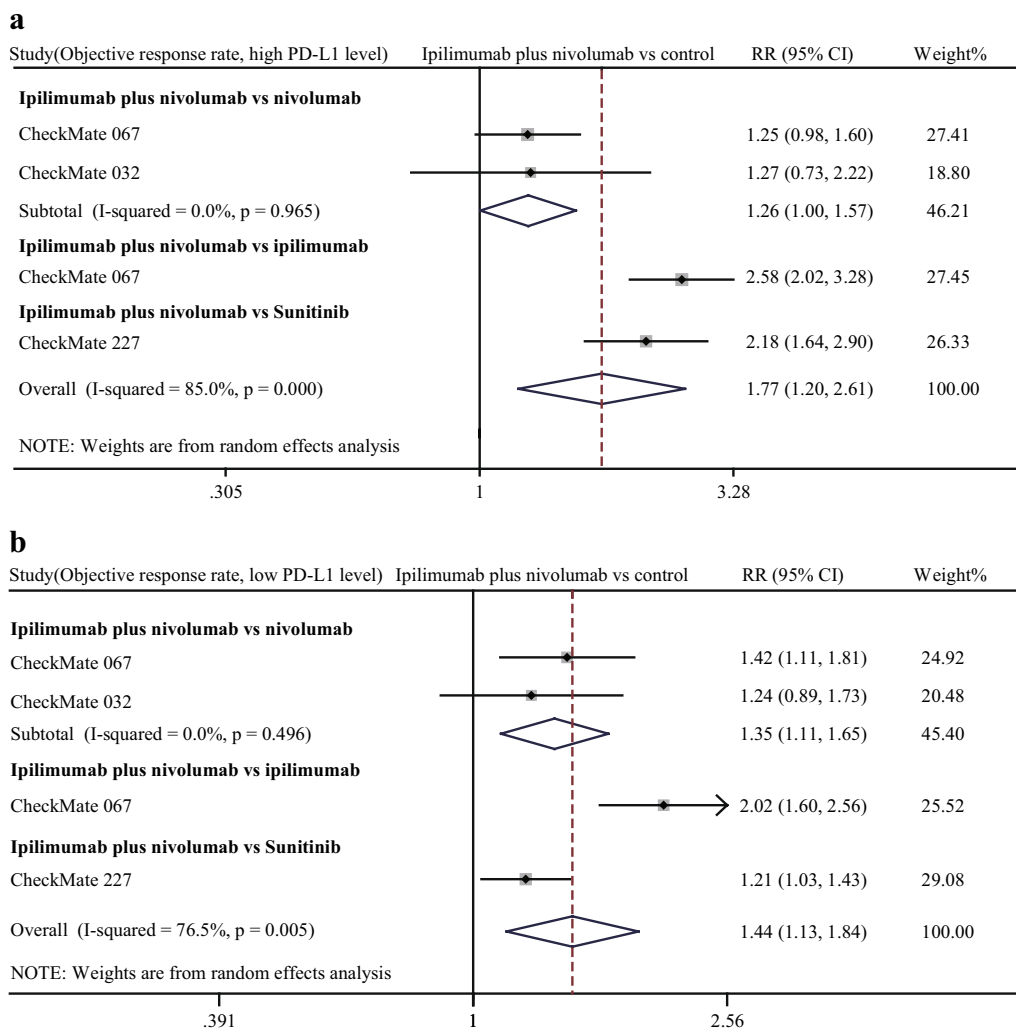 a
Study(Objective response rate, high PD-L1 level) Ipilimumab plus nivolumab vs control RR (95% CI) Weight%
Ipilimumab plus nivolumab vs nivolumab
CheckMate 067 1.25 (0.98, 1.60) 27.41
CheckMate 032 1.27 (0.73, 2.22) 18.80
Subtotal (I-squared = 0.0%, p = 0.965) 1.26 (1.00, 1.57) 46.21
Ipilimumab plus nivolumab vs ipilimumab
CheckMate 067 2.58 (2.02, 3.28) 27.45
Ipilimumab plus nivolumab vs Sunitinib
CheckMate 227 2.18 (1.64, 2.90) 26.33
Overall (I-squared = 85.0%, p = 0.000) 1.77 (1.20, 2.61) 100.00
NOTE: Weights are from random effects analysis
.305 1 3.28
b
Study(Objective response rate, low PD-L1 level) Ipilimumab plus nivolumab vs control RR (95% CI) Weight%
Ipilimumab plus nivolumab vs nivolumab
CheckMate 067 1.42 (1.11, 1.81) 24.92
CheckMate 032 1.24 (0.89, 1.73) 20.48
Subtotal (I-squared = 0.0%, p = 0.496) 1.35 (1.11, 1.65) 45.40
Ipilimumab plus nivolumab vs ipilimumab
CheckMate 067 2.02 (1.60, 2.56) 25.52
Ipilimumab plus nivolumab vs Sunitinib
CheckMate 227 1.21 (1.03, 1.43) 29.08
Overall (I-squared = 76.5%, p = 0.005) 1.44 (1.13, 1.84) 100.00
NOTE: Weights are from random effects analysis
.391 1 2.56